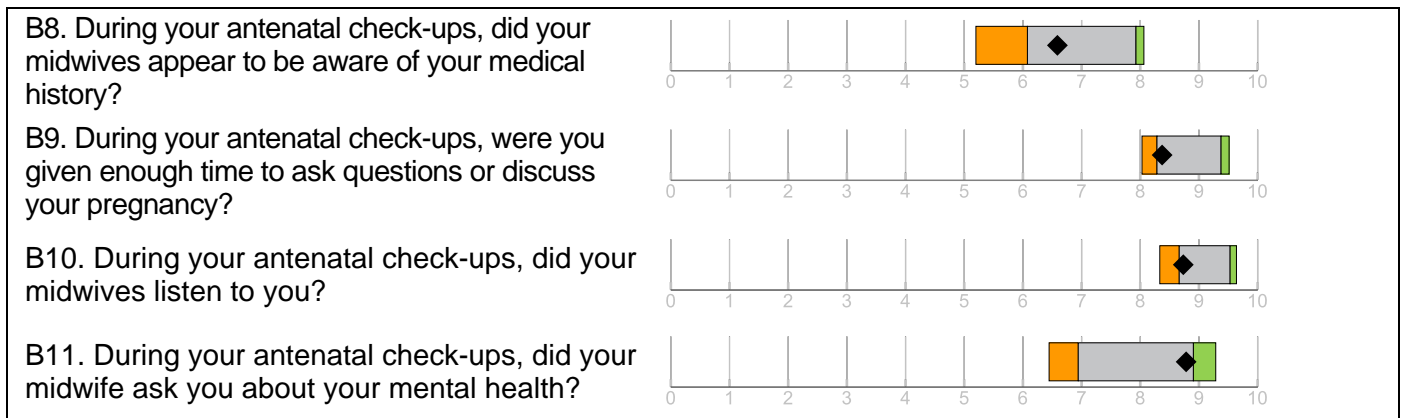 B8. During your antenatal check-ups, did your
midwives appear to be aware of your medical
history?
0 1 2 3 4 5 6 7 8 9 10
B9. During your antenatal check-ups, were you
given enough time to ask questions or discuss
your pregnancy?
0 1 2 3 4 5 6 7 8 9 10
B10. During your antenatal check-ups, did your
midwives listen to you?
0 1 2 3 4 5 6 7 8 9 10
B11. During your antenatal check-ups, did your
midwife ask you about your mental health?
0 1 2 3 4 5 6 7 8 9 10